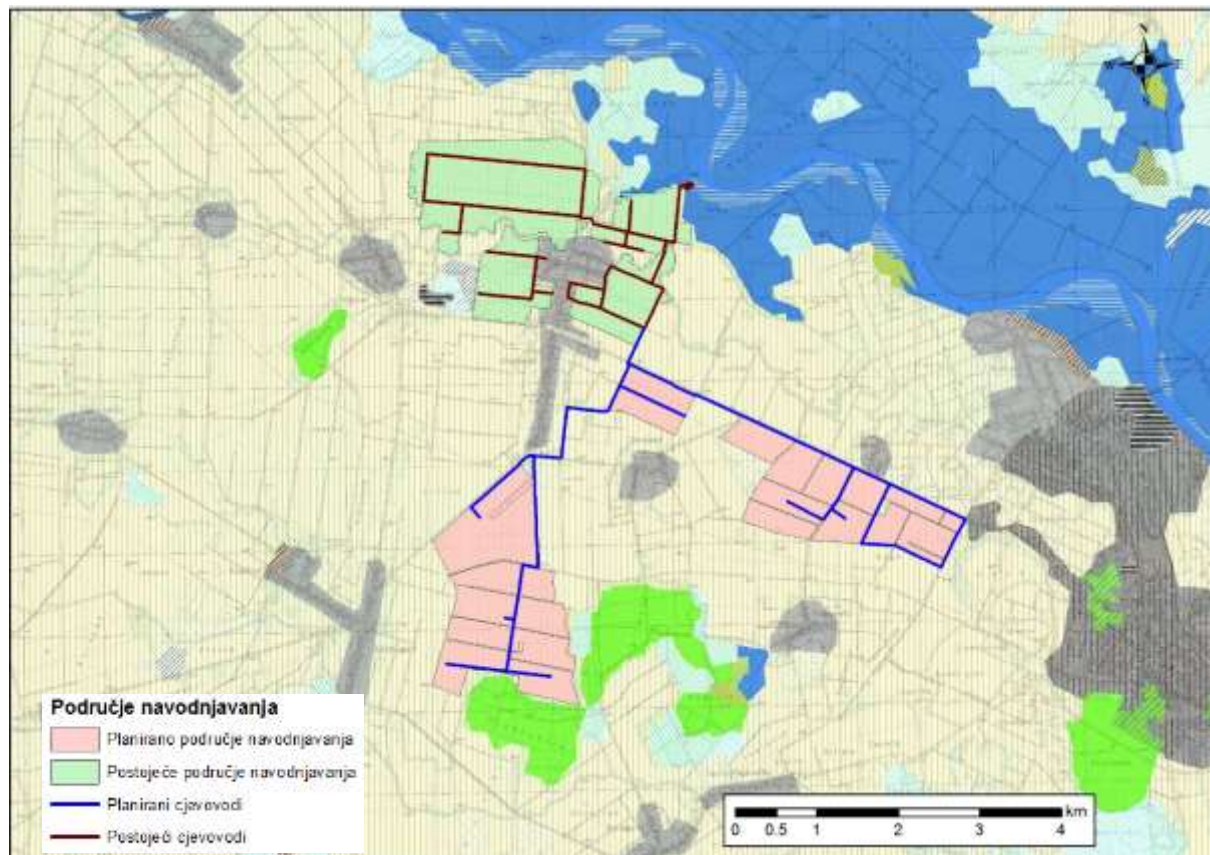 W
E
Područje navodnjavanja
Planirano područje navodnjavanja
Postojeće područje navodnjavanja
Planirani cjevovodi
Postojeći cjevovodi
km
0 0.5 1 2 3 4